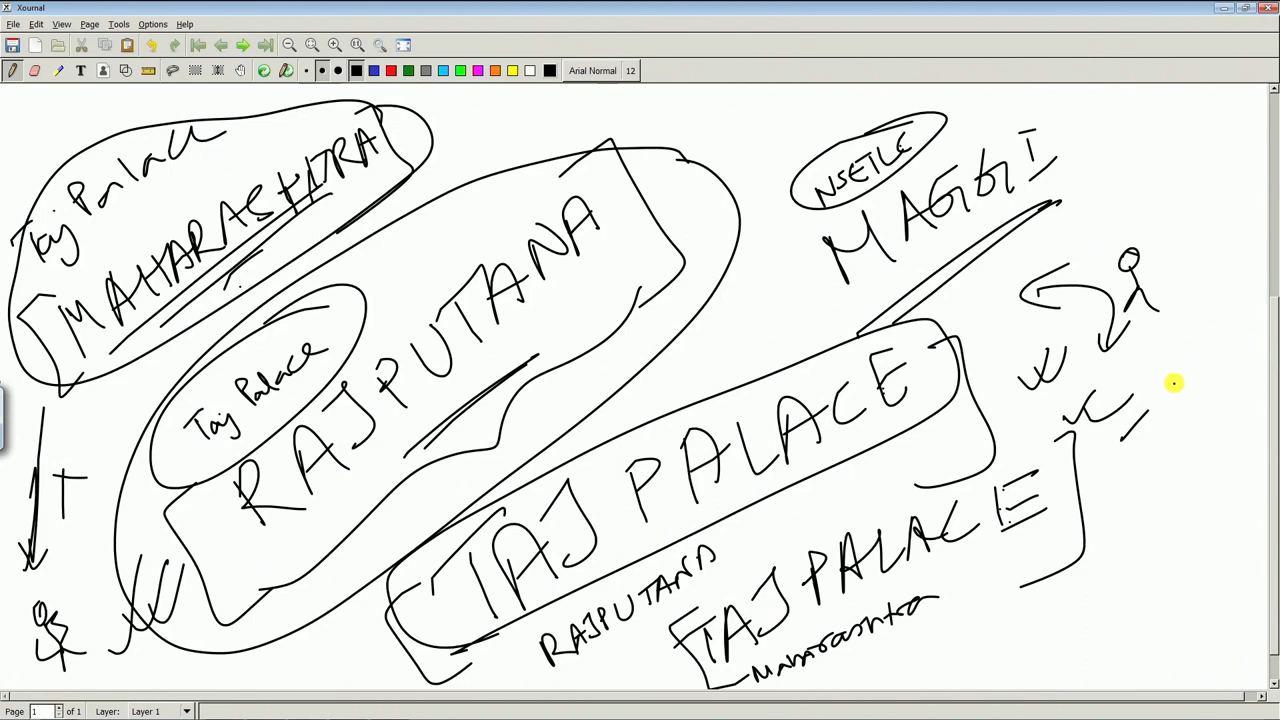 Xournal
File Edit View Page Tools Options Help
T
Arial Normal 12
Taj Palace
MAHARASHTRA
Taj Palace
RAJPUTANA
NSETLE
MAGGI
TAJ PALACE
RAJPUTANA
TAJ PALACE
Maharashtra
T
Page 1 of 1 Layer: Layer 1